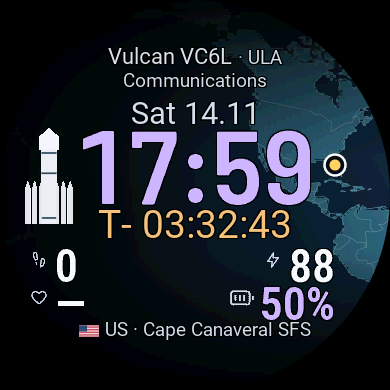 Vulcan VC6L · ULA
Communications
Sat 14.11
17:59
T- 03:32:43
0 88
— 50%
US · Cape Canaveral SFS